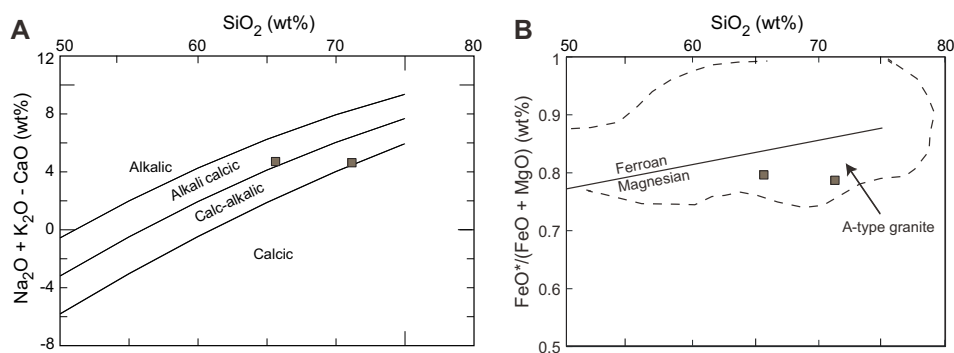 A
SiO₂ (wt%)
50 60 70 80
12
8
4
0
-4
-8
Na₂O + K₂O - CaO (wt%)
Alkalic
Alkali calcic
Calc-alkalic
Calcic
B
SiO₂ (wt%)
50 60 70 80
1
0.9
0.8
0.7
0.6
0.5
FeO*/(FeO + MgO) (wt%)
Ferroan
Magnesian
A-type granite